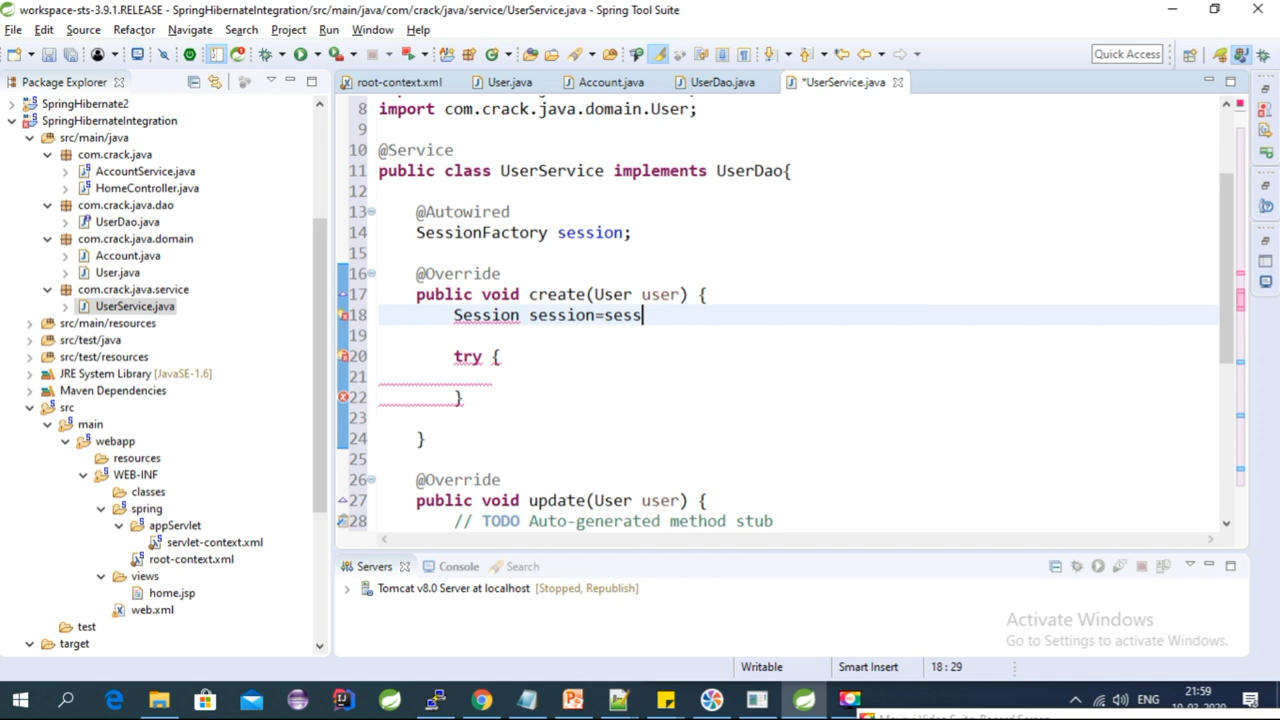 workspace-sts-3.9.1.RELEASE - SpringHibernateIntegration/src/main/java/com/crack/java/service/UserService.java - Spring Tool Suite
File Edit Source Refactor Navigate Search Project Run Window Help
Quick Access
Package Explorer
SpringHibernate2
SpringHibernateIntegration
src/main/java
com.crack.java
AccountService.java
HomeController.java
com.crack.java.dao
UserDao.java
com.crack.java.domain
Account.java
User.java
com.crack.java.service
UserService.java
src/main/resources
src/test/java
src/test/resources
JRE System Library [JavaSE-1.6]
Maven Dependencies
src
main
webapp
resources
WEB-INF
classes
spring
appServlet
servlet-context.xml
root-context.xml
views
home.jsp
web.xml
test
target
root-context.xml User.java Account.java UserDao.java *UserService.java
8 import com.crack.java.domain.User;
9
10 @Service
11 public class UserService implements UserDao{
12
13 @Autowired
14 SessionFactory session;
15
16 @Override
17 public void create(User user) {
18 Session session=sess
19
20 try {
21
22 }
23
24 }
25
26 @Override
27 public void update(User user) {
28 // TODO Auto-generated method stub
Servers Console Search
Tomcat v8.0 Server at localhost [Stopped, Republish]
Activate Windows
Go to Settings to activate Windows.
Writable Smart Insert 18 : 29
ENG
21:59